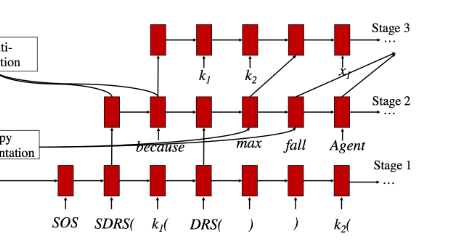 Stage 3
...
ti-
tion
k1
k2
x1
Stage 2
...
because
max
fall
Agent
py
ntation
Stage 1
...
SOS
SDRS(
k1(
DRS(
)
)
k2(